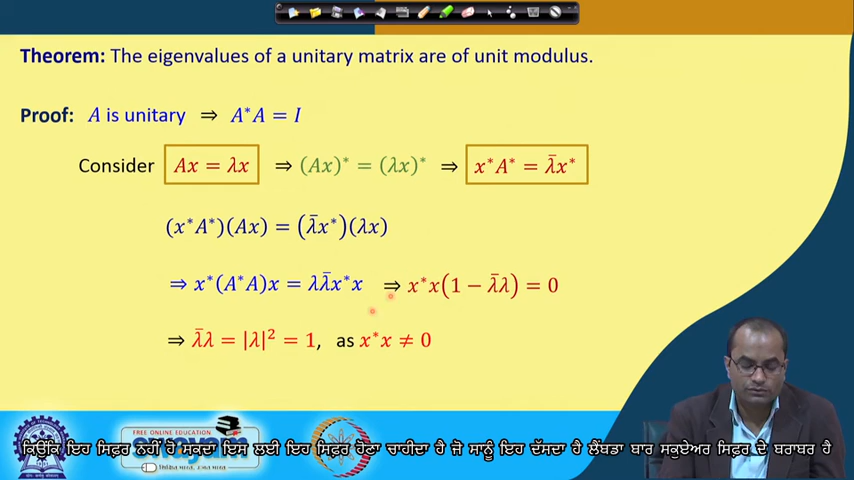 Theorem: The eigenvalues of a unitary matrix are of unit modulus.
Proof: A is unitary ⇒ A*A = I
Consider Ax = λx ⇒ (Ax)* = (λx)* ⇒ x*A* = λ̄x*
(x*A*)(Ax) = (λ̄x*)(λx)
⇒ x*(A*A)x = λλ̄x*x ⇒ x*x(1 − λ̄λ) = 0
⇒ λ̄λ = |λ|² = 1, as x*x ≠ 0
FREE ONLINE EDUCATION
ਕਿਉਂਕਿ ਇਹ ਸਿਫ਼ਰ ਨਹੀਂ ਹੋ ਸਕਦਾ ਇਸ ਲਈ ਇਹ ਸਿਫ਼ਰ ਹੋਣਾ ਚਾਹੀਦਾ ਹੈ ਜੋ ਸਾਨੂੰ ਇਹ ਦੱਸਦਾ ਹੈ ਲੈਂਬਡਾ ਬਾਰ ਸਕੁਏਅਰ ਸਿਫ਼ਰ ਦੇ ਬਰਾਬਰ ਹੈ